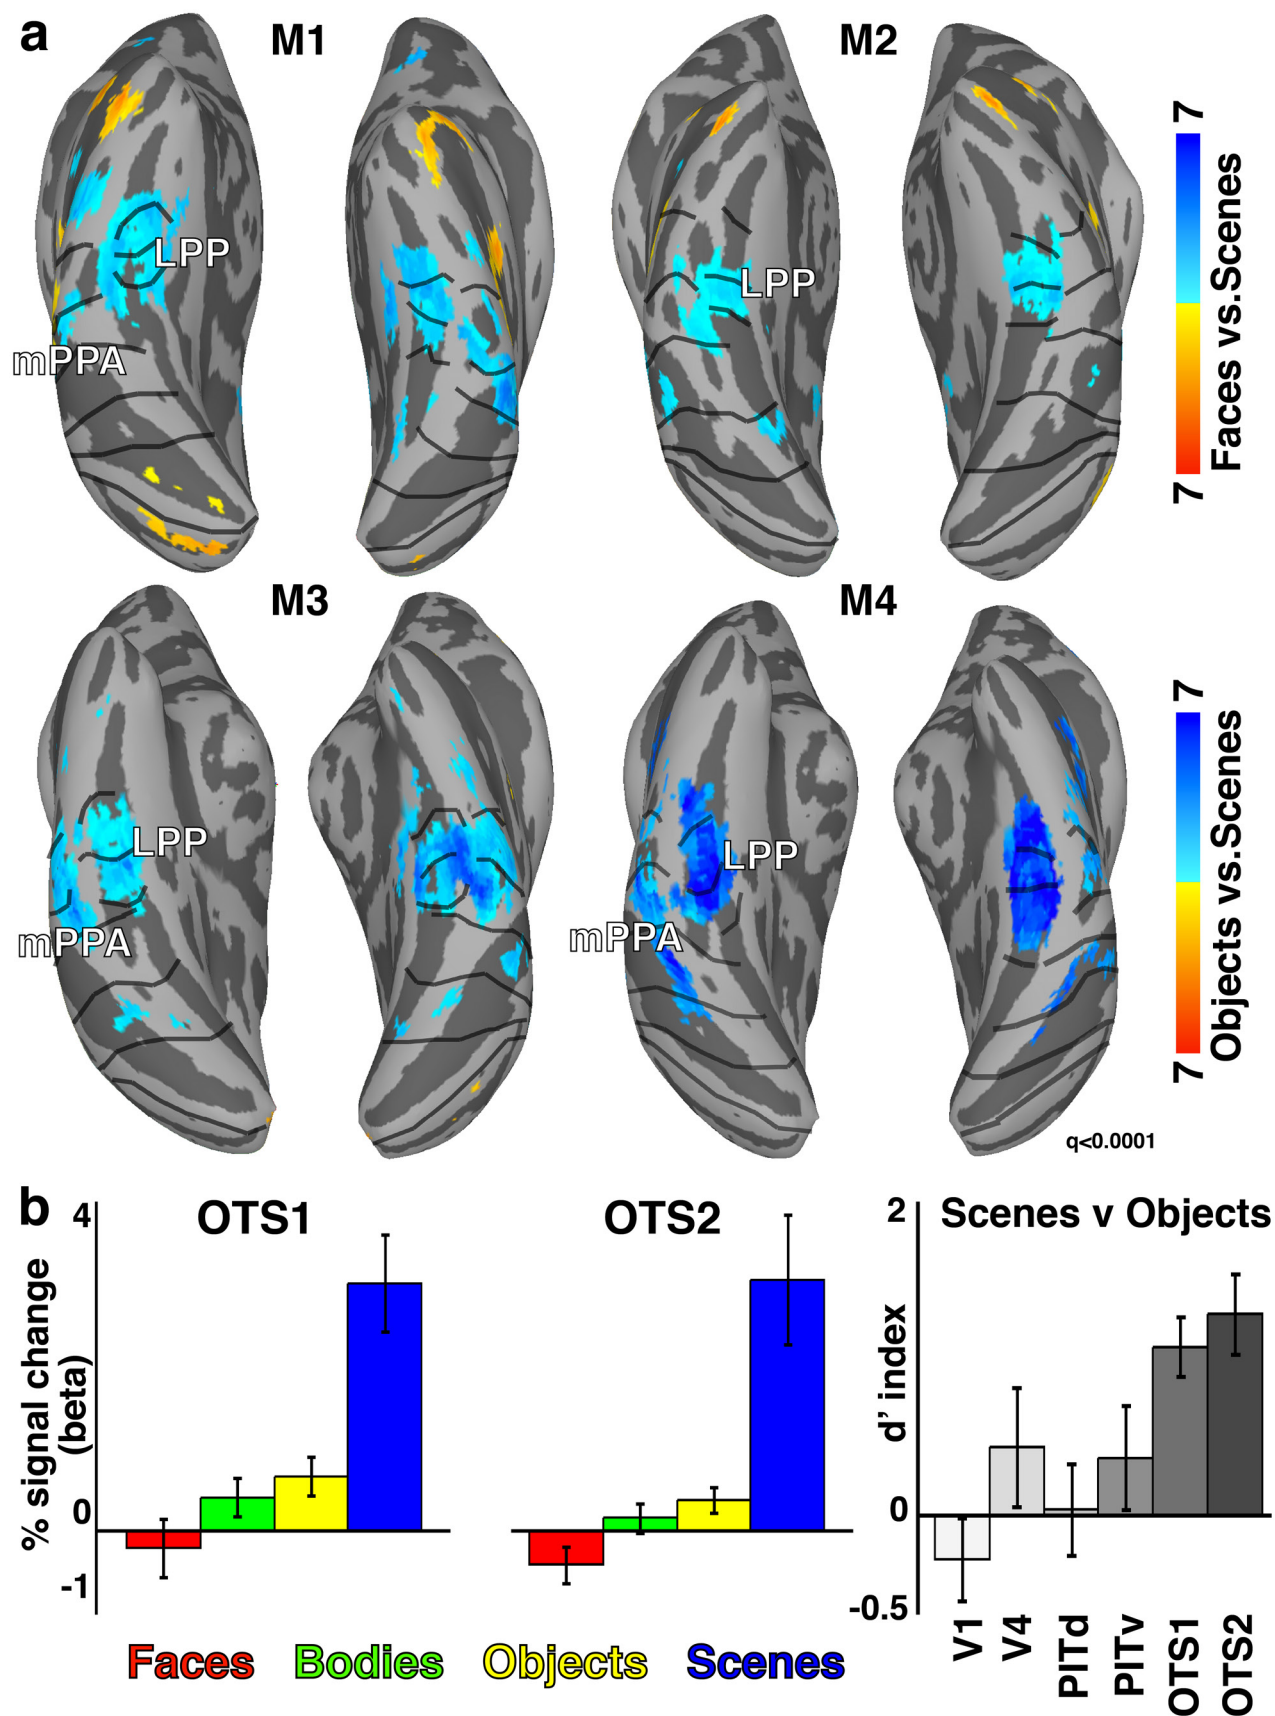 a
M1
M2
LPP
mPPA
LPP
7
Faces vs.Scenes
7
M3
M4
LPP
mPPA
LPP
mPPA
7
Objects vs.Scenes
7
q<0.0001
b
OTS1
OTS2
Scenes v Objects
% signal change
(beta)
4
0
-1
d’ index
2
0
-0.5
V1
V4
PITd
PITv
OTS1
OTS2
Faces
Bodies
Objects
Scenes